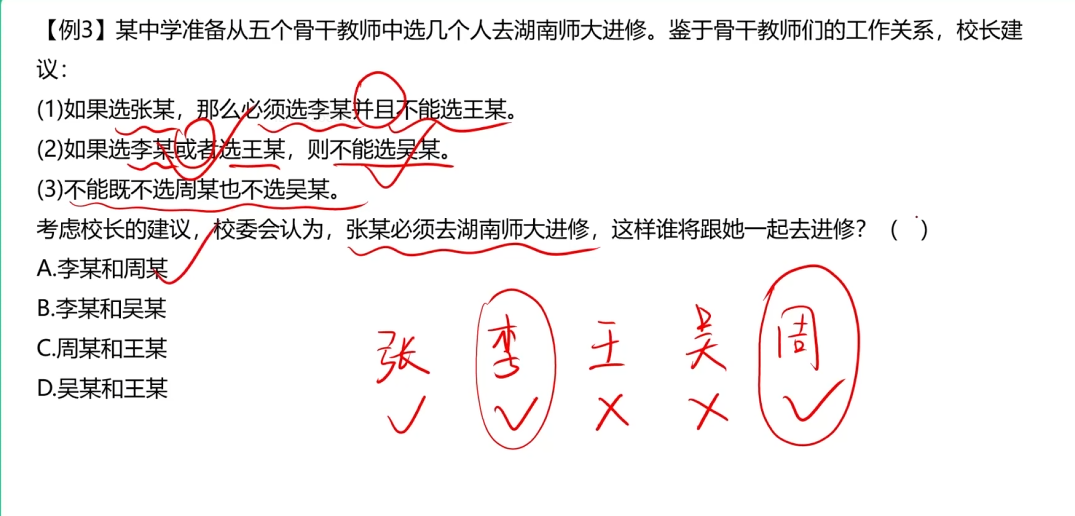 【例3】某中学准备从五个骨干教师中选几个人去湖南师大进修。鉴于骨干教师们的工作关系，校长建
议：
(1)如果选张某，那么必须选李某并且不能选王某。
(2)如果选李某或者选王某，则不能选吴某。
(3)不能既不选周某也不选吴某。
考虑校长的建议，校委会认为，张某必须去湖南师大进修，这样谁将跟她一起去进修？（ ）
A.李某和周某
B.李某和吴某
C.周某和王某
D.吴某和王某
张 李 王 吴 周
✓ ✓ ✗ ✗ ✓